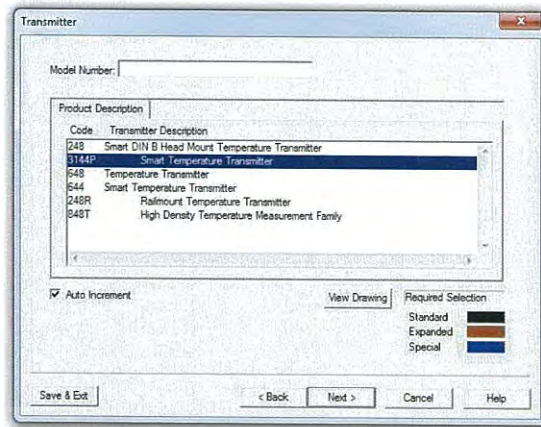 Transmitter
Model Number:
Product Description
Code Transmitter Description
248 Smart DIN B Head Mount Temperature Transmitter
3144P Smart Temperature Transmitter
648 Temperature Transmitter
644 Smart Temperature Transmitter
248R Railmount Temperature Transmitter
848T High Density Temperature Measurement Family
Auto Increment
View Drawing
Required Selection
Standard
Expanded
Special
Save & Exit
< Back
Next >
Cancel
Help